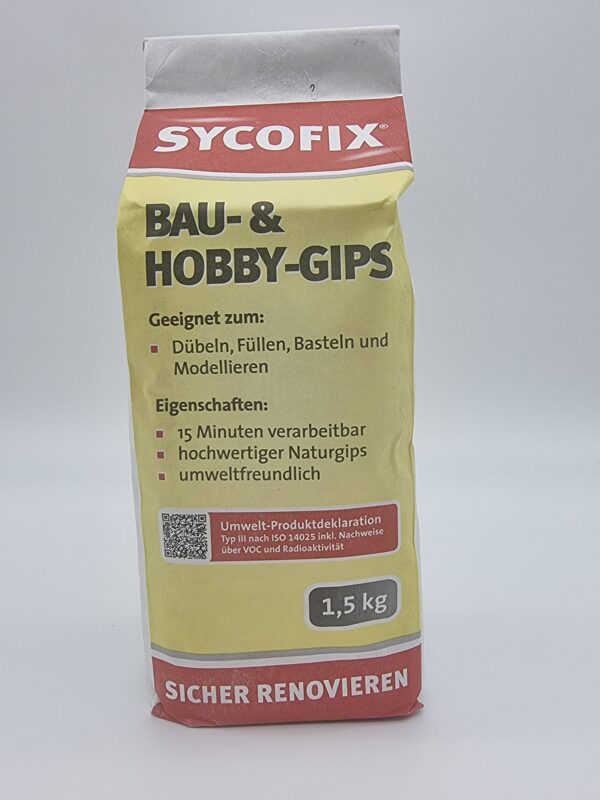 SYCOFIX®
BAU- &
HOBBY-GIPS
Geeignet zum:
▪ Dübeln, Füllen, Basteln und
Modellieren
Eigenschaften:
▪ 15 Minuten verarbeitbar
▪ hochwertiger Naturgips
▪ umweltfreundlich
Umwelt-Produktdeklaration
Typ III nach ISO 14025 inkl. Nachweise
über VOC und Radioaktivität
1,5 kg
SICHER RENOVIEREN